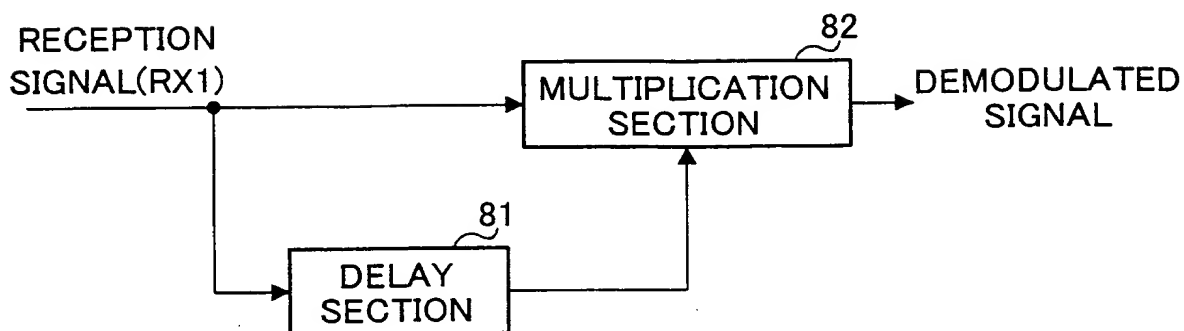 RECEPTION
SIGNAL(RX1)
82
MULTIPLICATION
SECTION
DEMODULATED
SIGNAL
81
DELAY
SECTION